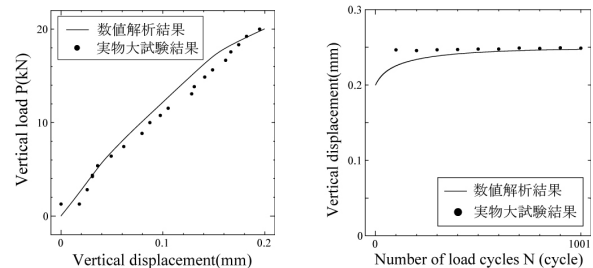 20
10
0
Vertical load P(kN)
数値解析結果
実物大試験結果
0
0.1
0.2
Vertical displacement(mm)
0.3
0.2
0.1
0
Vertical displacement(mm)
数値解析結果
実物大試験結果
0
1001
Number of load cycles N (cycle)